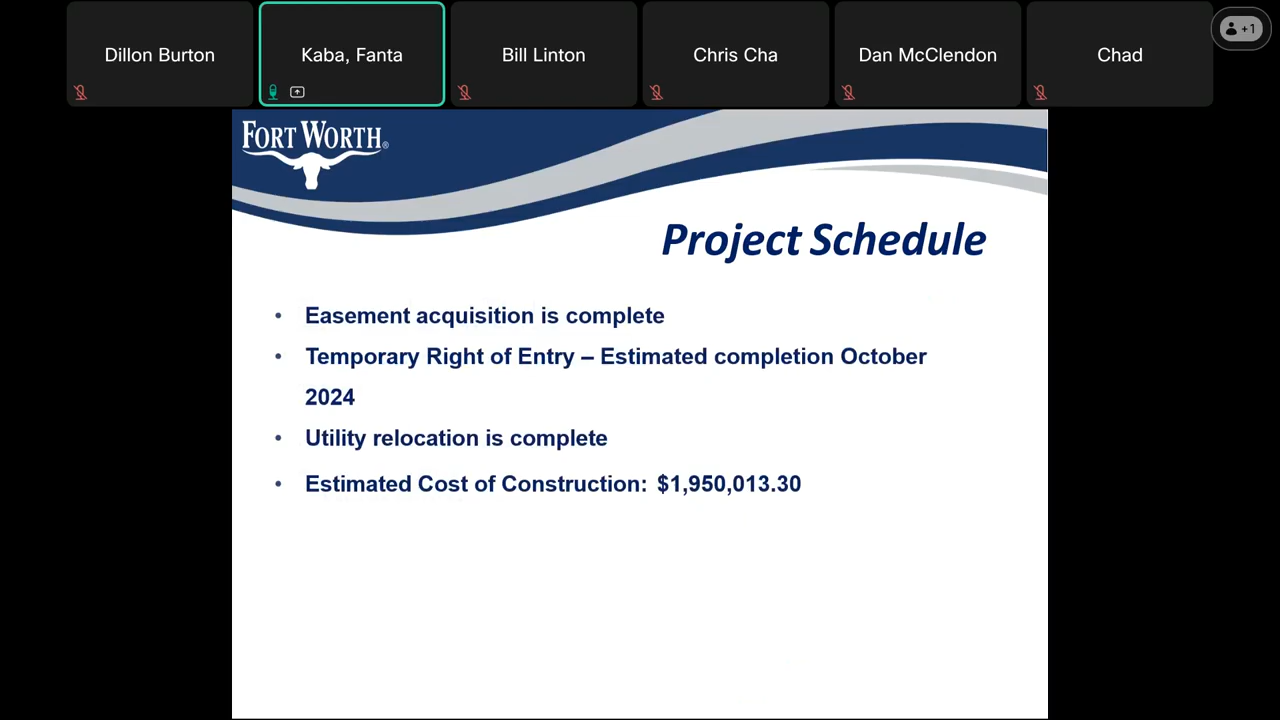 Dillon Burton
Kaba, Fanta
Bill Linton
Chris Cha
Dan McClendon
Chad
+1
FORT WORTH®
Project Schedule
• Easement acquisition is complete
• Temporary Right of Entry – Estimated completion October
2024
• Utility relocation is complete
• Estimated Cost of Construction: $1,950,013.30